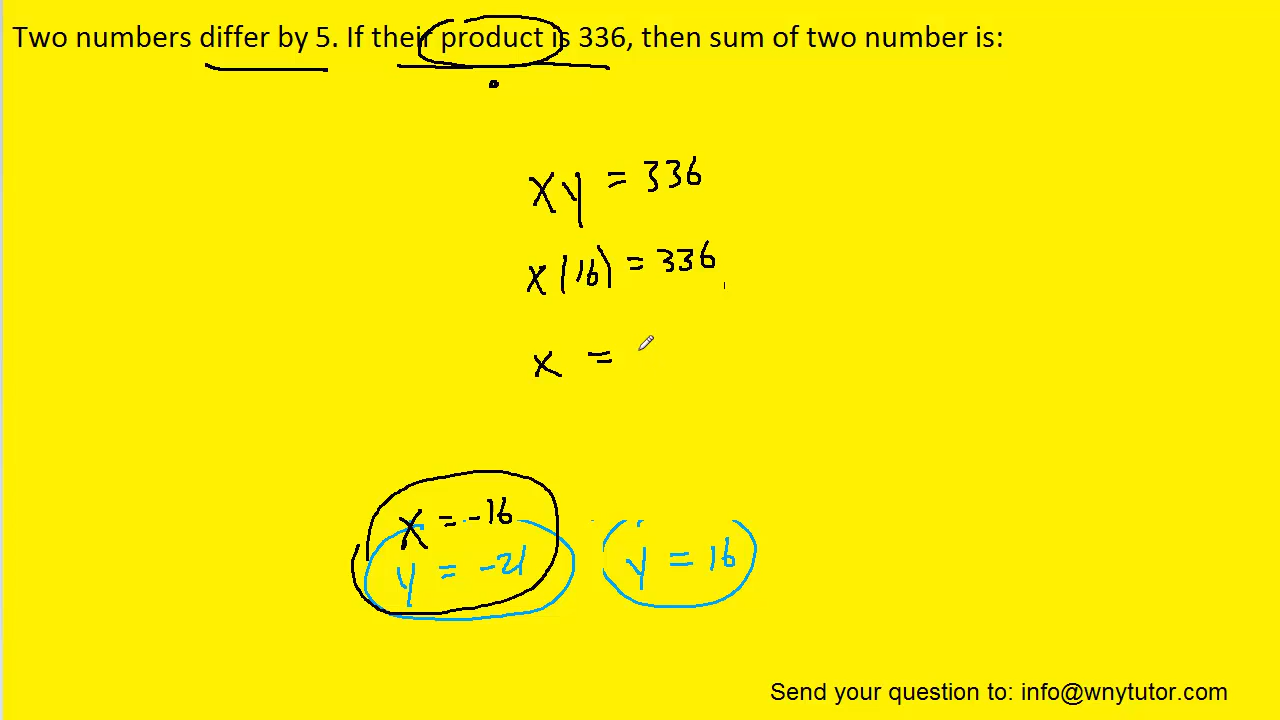 Two numbers differ by 5. If their product is 336, then sum of two number is:
xy = 336
x(16) = 336
x =
x = -16
y = -21 y = 16
Send your question to: info@wnytutor.com